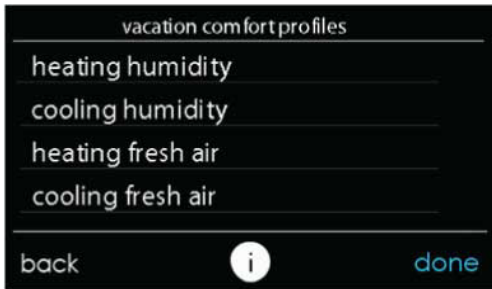 vacation comfort profiles
heating humidity
cooling humidity
heating fresh air
cooling fresh air
back i done